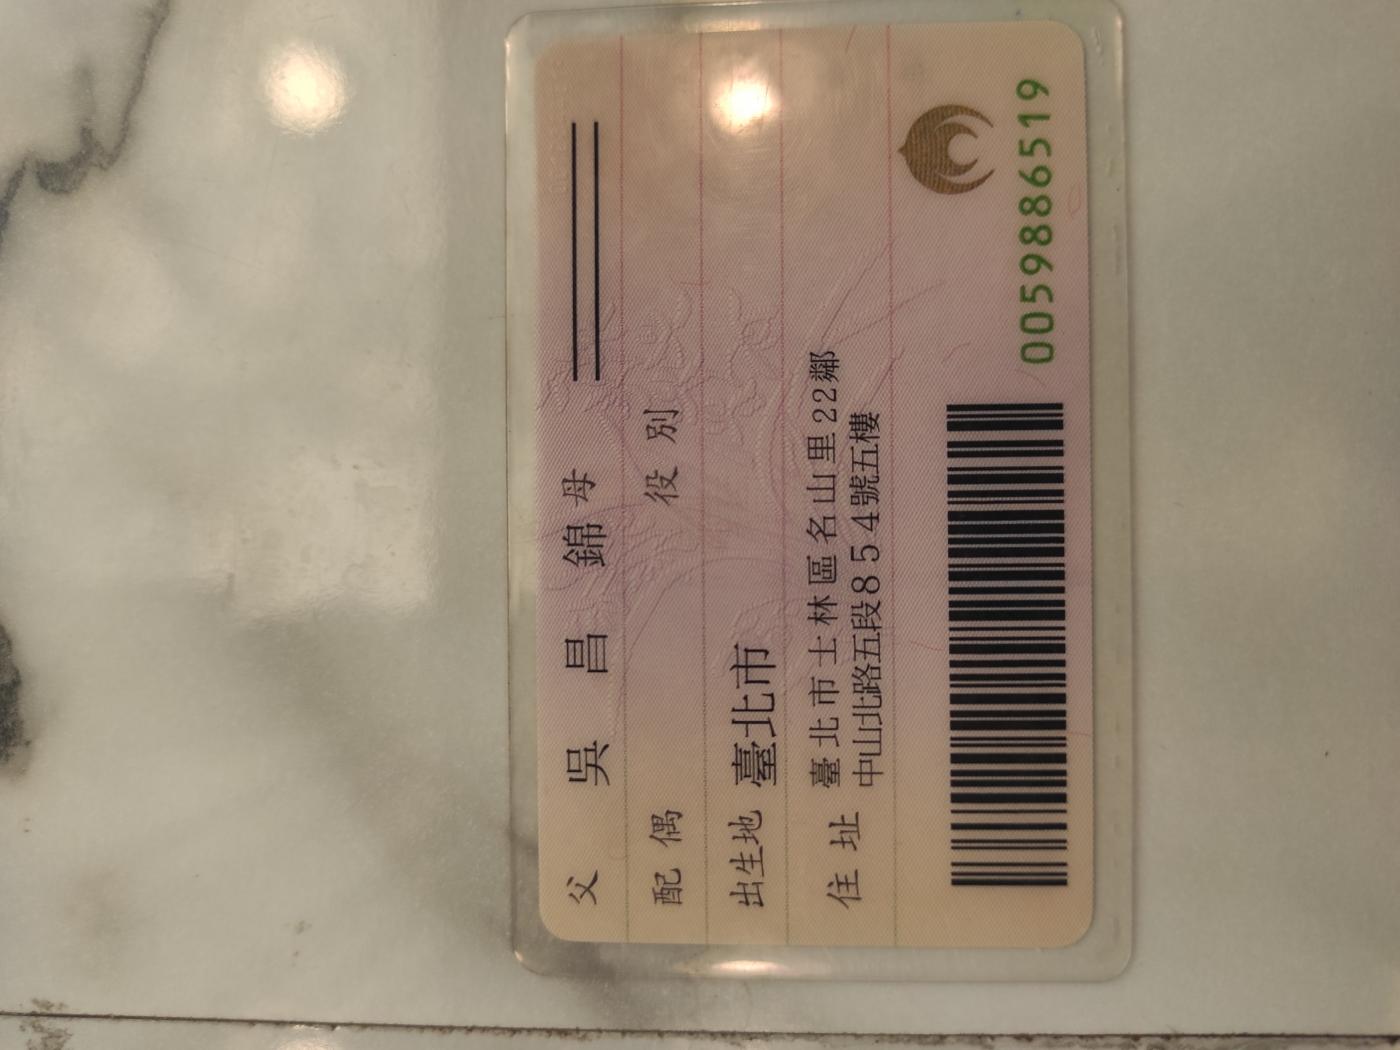 父 吳昌錦 母
配偶 役別
出生地 臺北市
住址 臺北市士林區名山里22鄰
中山北路五段854號五樓
0059886519